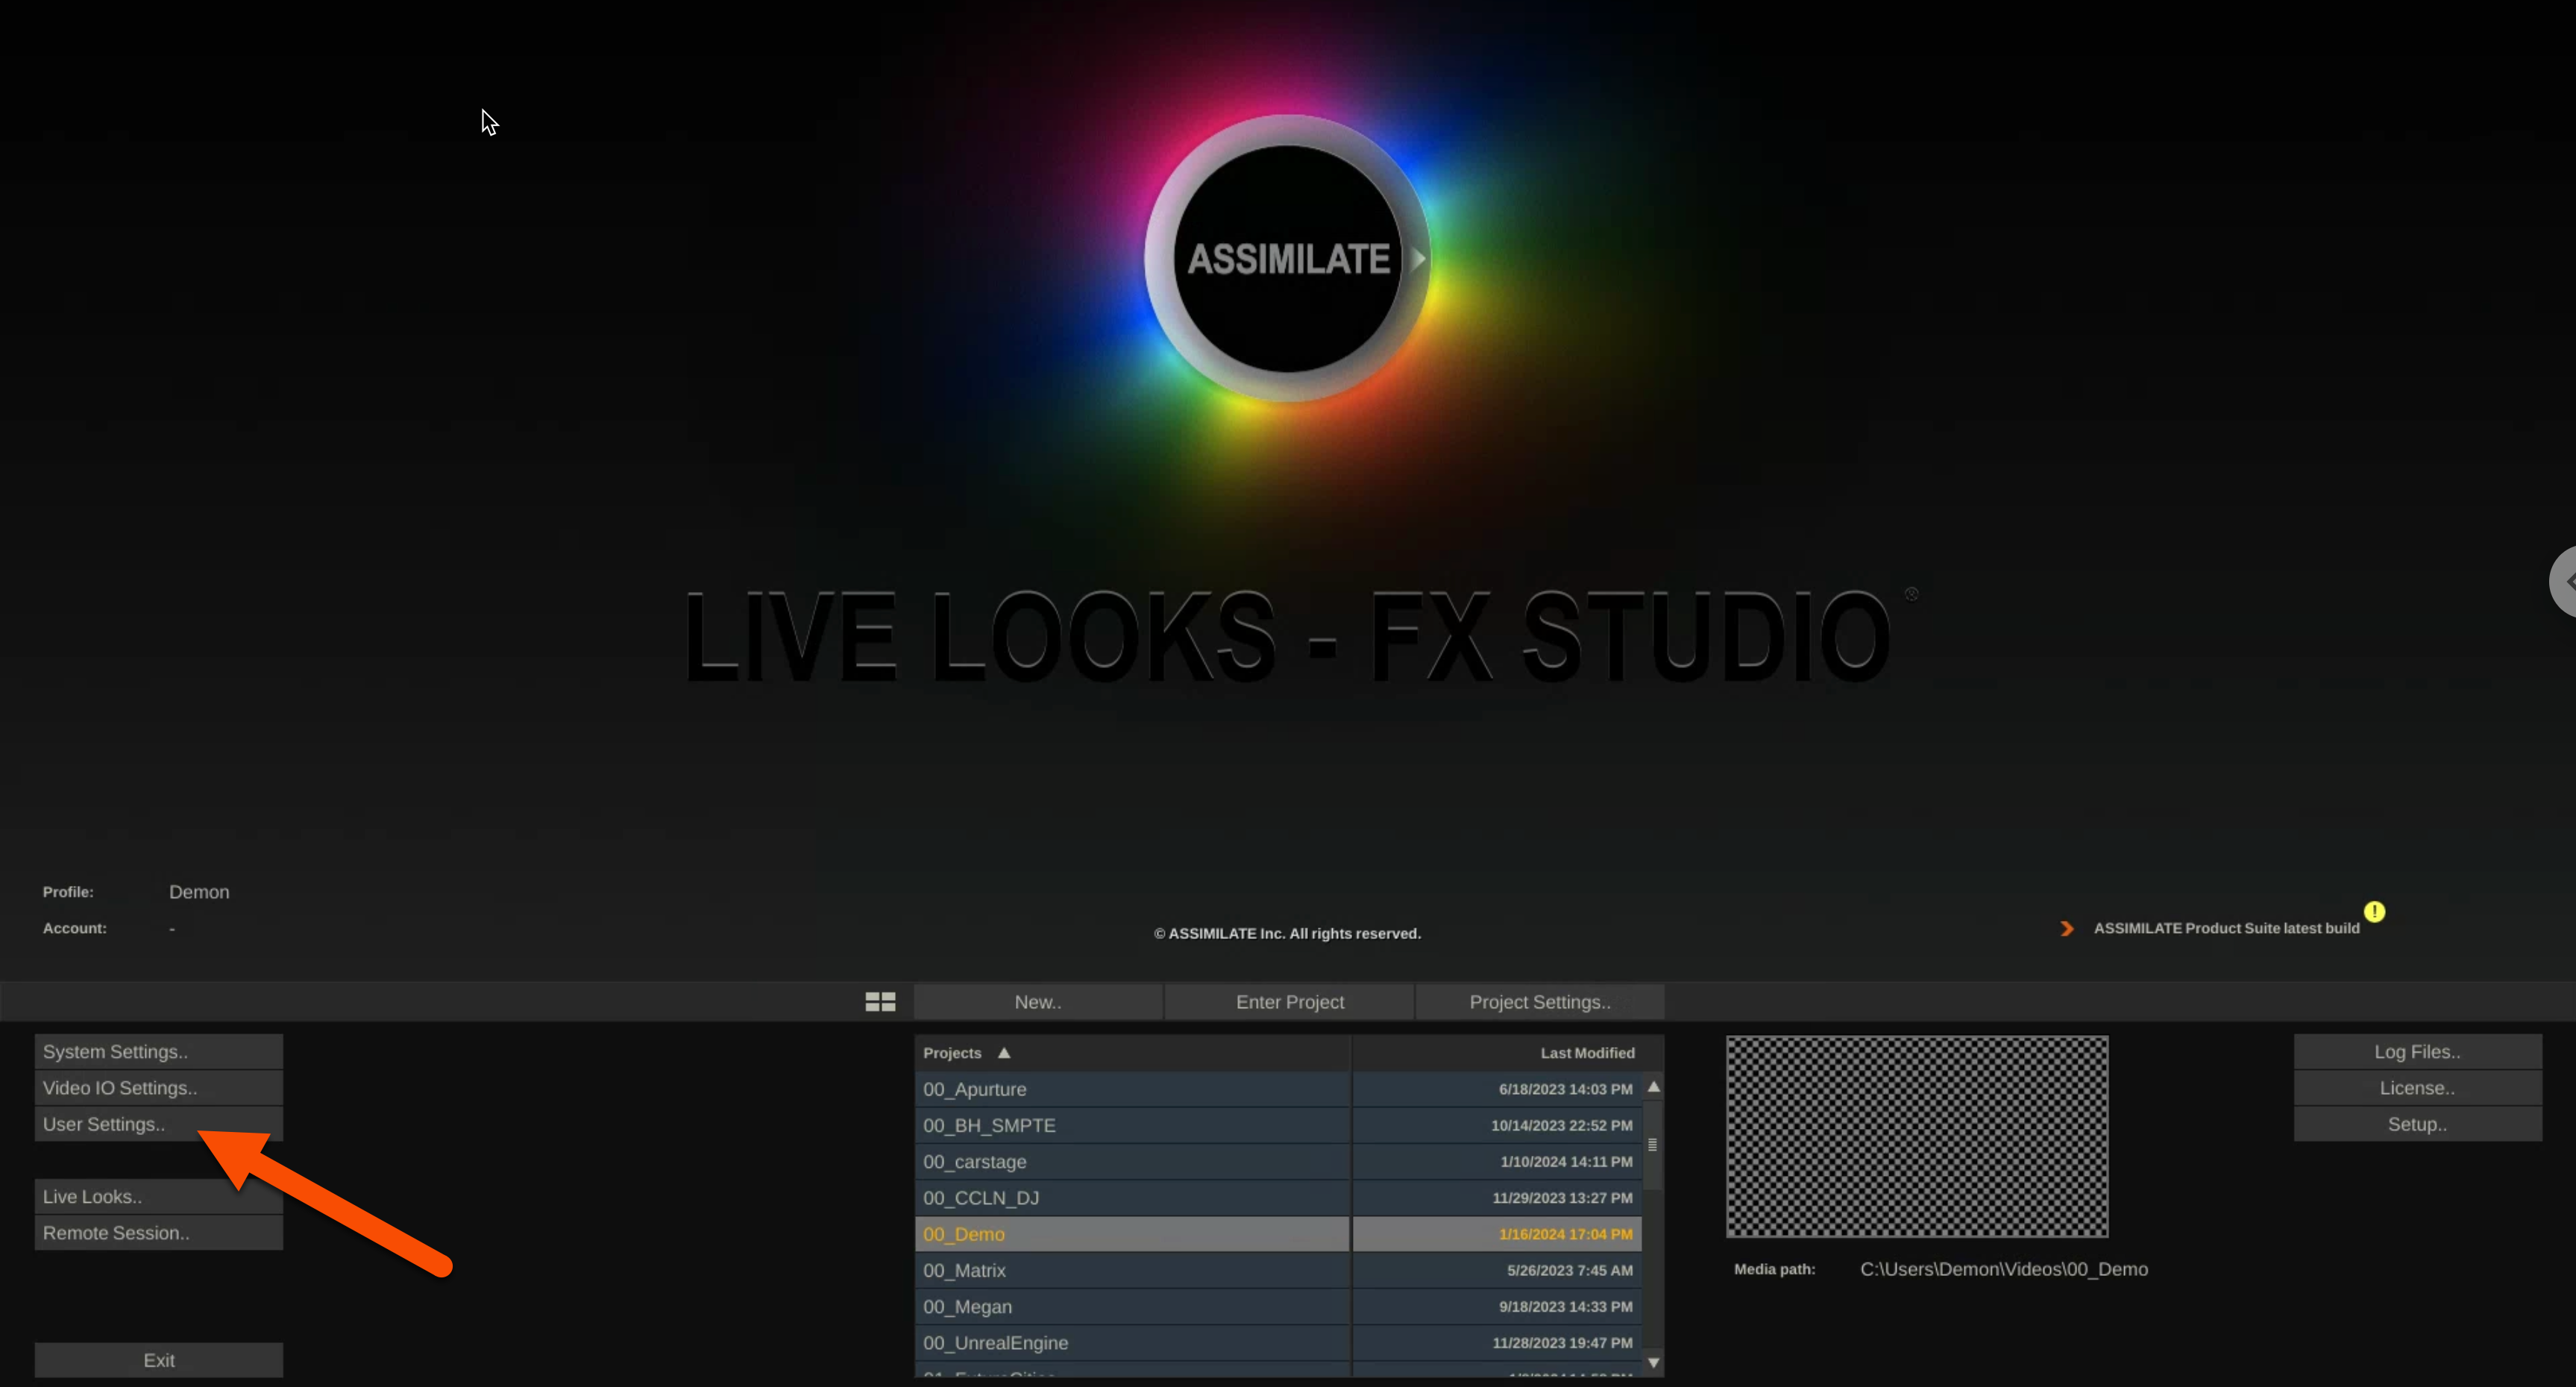 ASSIMILATE
LIVE LOOKS - FX STUDIO®
Profile: Demon
Account: -
© ASSIMILATE Inc. All rights reserved.
ASSIMILATE Product Suite latest build
!
New..
Enter Project
Project Settings..
System Settings..
Video IO Settings..
User Settings..
Live Looks..
Remote Session..
Exit
Projects ▲ Last Modified
00_Apurture 6/18/2023 14:03 PM
00_BH_SMPTE 10/14/2023 22:52 PM
00_carstage 1/10/2024 14:11 PM
00_CCLN_DJ 11/29/2023 13:27 PM
00_Demo 1/16/2024 17:04 PM
00_Matrix 5/26/2023 7:45 AM
00_Megan 9/18/2023 14:33 PM
00_UnrealEngine 11/28/2023 19:47 PM
Media path: C:\Users\Demon\Videos\00_Demo
Log Files..
License..
Setup..